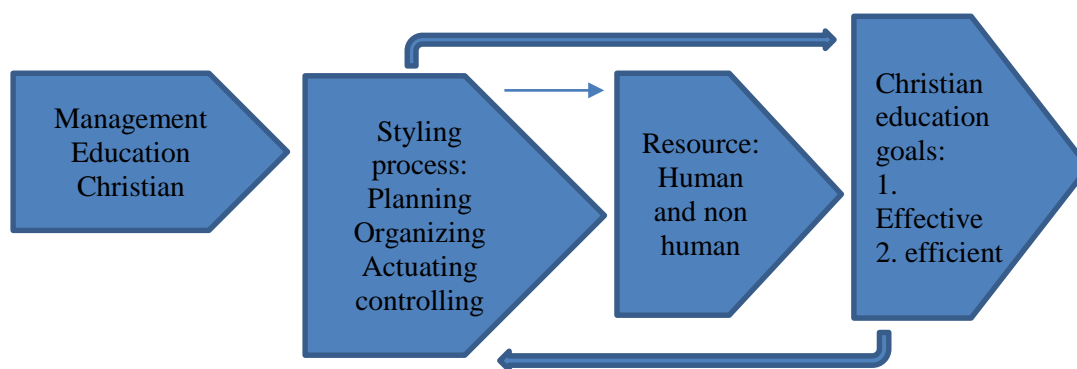 Management
Education
Christian
Styling
process:
Planning
Organizing
Actuating
controlling
Resource:
Human
and non
human
Christian
education
goals:
1.
Effective
2. efficient